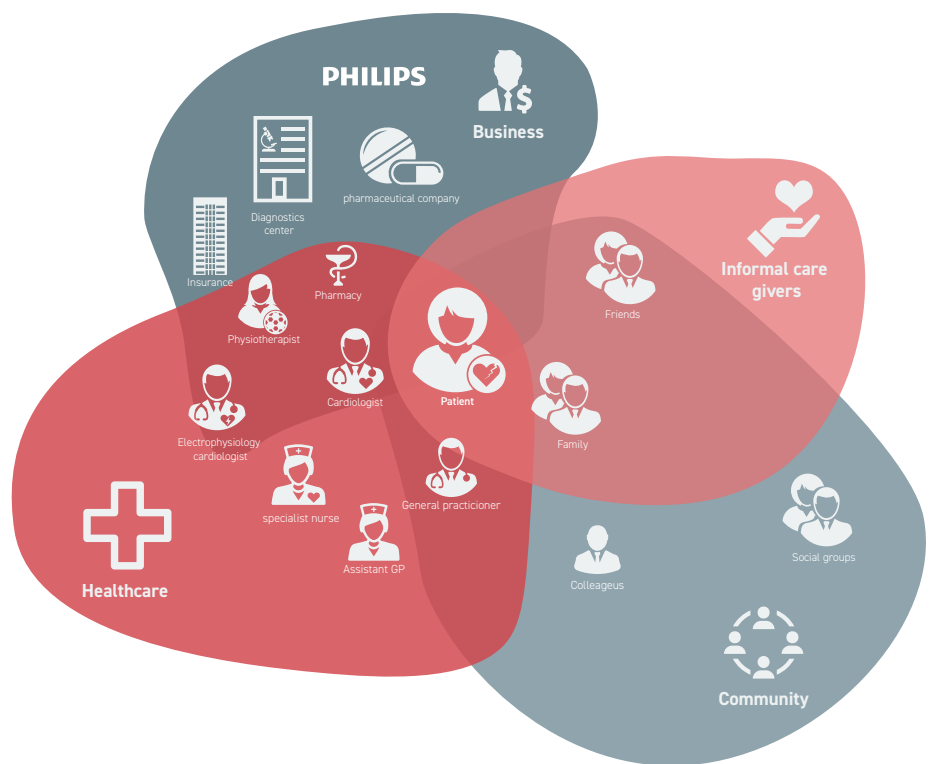 PHILIPS
Business
pharmaceutical company
Diagnostics
center
Insurance
Informal care
givers
Pharmacy
Friends
Physiotherapist
Cardiologist
Patient
Electrophysiology
cardiologist
Family
General practicioner
specialist nurse
Assistant GP
Colleageus
Social groups
Healthcare
Community